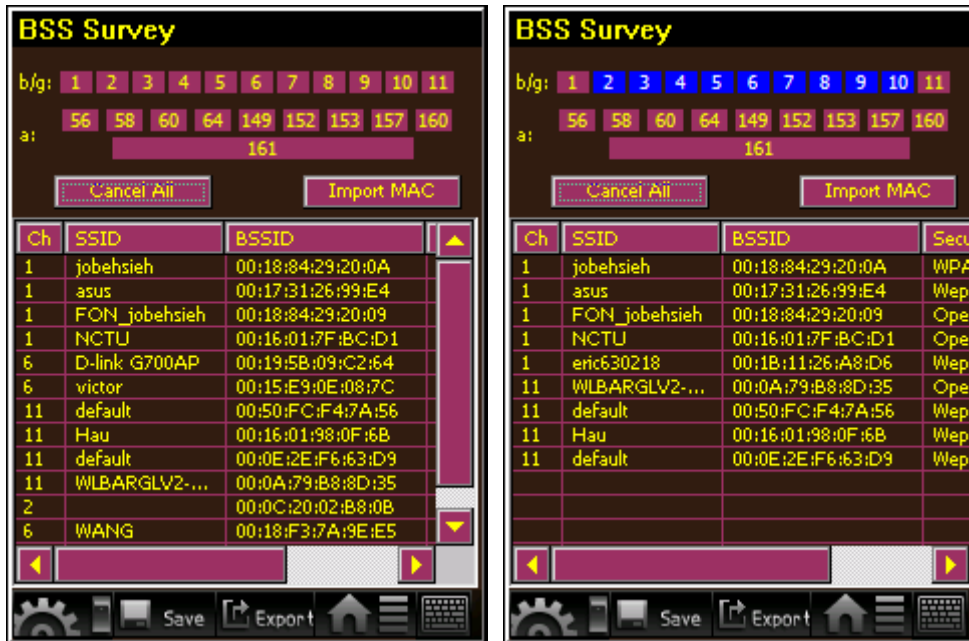 BSS Survey
b/g: 1 2 3 4 5 6 7 8 9 10 11
a: 56 58 60 64 149 152 153 157 160
161
Cancel All Import MAC
Ch SSID BSSID
1 jobehsieh 00:18:84:29:20:0A
1 asus 00:17:31:26:99:E4
1 FON_jobehsieh 00:18:84:29:20:09
1 NCTU 00:16:01:7F:BC:D1
6 D-link G700AP 00:19:5B:09:C2:64
6 victor 00:15:E9:0E:08:7C
11 default 00:50:FC:F4:7A:56
11 Hau 00:16:01:98:0F:6B
11 default 00:0E:2E:F6:63:D9
11 WLBARGLV2-... 00:0A:79:B8:8D:35
2 00:0C:20:02:B8:0B
6 WANG 00:18:F3:7A:9E:E5
Save Export
BSS Survey
b/g: 1 2 3 4 5 6 7 8 9 10 11
a: 56 58 60 64 149 152 153 157 160
161
Cancel All Import MAC
Ch SSID BSSID Secu
1 jobehsieh 00:18:84:29:20:0A WPA
1 asus 00:17:31:26:99:E4 Wep
1 FON_jobehsieh 00:18:84:29:20:09 Ope
1 NCTU 00:16:01:7F:BC:D1 Ope
1 eric630218 00:1B:11:26:A8:D6 Wep
11 WLBARGLV2-... 00:0A:79:B8:8D:35 Ope
11 default 00:50:FC:F4:7A:56 Wep
11 Hau 00:16:01:98:0F:6B Wep
11 default 00:0E:2E:F6:63:D9 Wep
Save Export